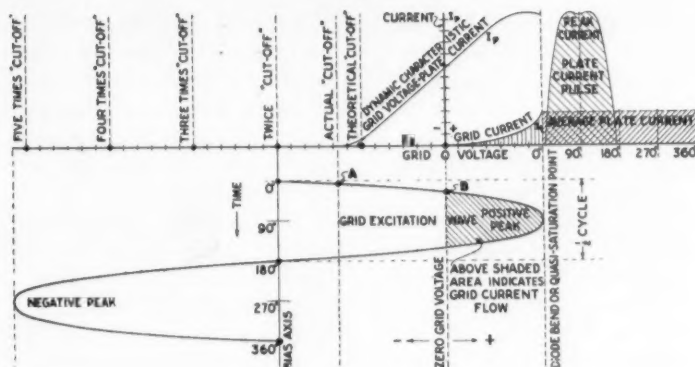 FIVE TIMES "CUT-OFF"
FOUR TIMES "CUT-OFF"
THREE TIMES "CUT-OFF"
TWICE "CUT-OFF"
ACTUAL "CUT-OFF"
THEORETICAL "CUT-OFF"
DYNAMIC CHARACTERISTIC
GRID VOLTAGE-PLATE CURRENT
CURRENT
Ip
Ip
PEAK
CURRENT
PLATE
CURRENT
PULSE
GRID CURRENT
AVERAGE PLATE CURRENT
- +
GRID VOLTAGE
0 90° 180° 270° 360°
TIME
0°
90°
180°
270°
360°
A
B
GRID EXCITATION
WAVE POSITIVE
PEAK
½ CYCLE
NEGATIVE PEAK
ABOVE SHADED
AREA INDICATES
GRID CURRENT
FLOW
- +
BIAS AXIS
ZERO GRID VOLTAGE
DIODE BEND OR QUASI-SATURATION POINT